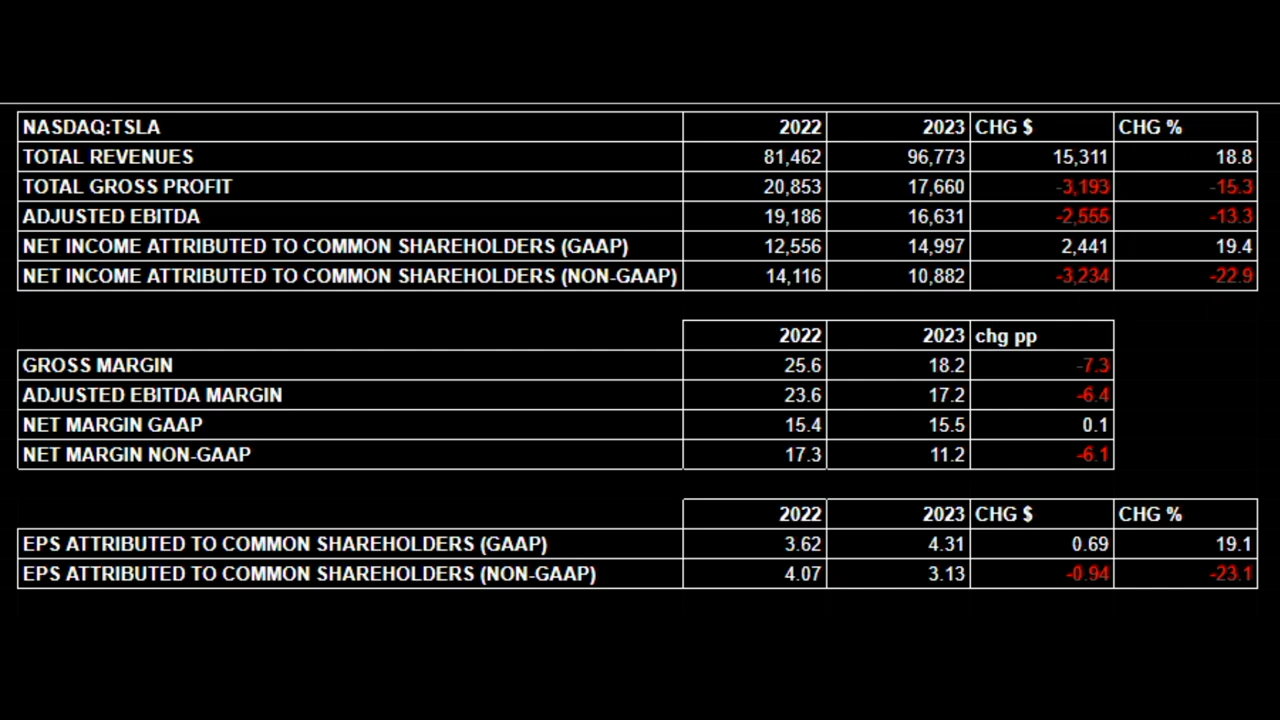 NASDAQ:TSLA 2022 2023 CHG $ CHG %
TOTAL REVENUES 81,462 96,773 15,311 18.8
TOTAL GROSS PROFIT 20,853 17,660 -3,193 -15.3
ADJUSTED EBITDA 19,186 16,631 -2,555 -13.3
NET INCOME ATTRIBUTED TO COMMON SHAREHOLDERS (GAAP) 12,556 14,997 2,441 19.4
NET INCOME ATTRIBUTED TO COMMON SHAREHOLDERS (NON-GAAP) 14,116 10,882 -3,234 -22.9
2022 2023 chg pp
GROSS MARGIN 25.6 18.2 -7.3
ADJUSTED EBITDA MARGIN 23.6 17.2 -6.4
NET MARGIN GAAP 15.4 15.5 0.1
NET MARGIN NON-GAAP 17.3 11.2 -6.1
2022 2023 CHG $ CHG %
EPS ATTRIBUTED TO COMMON SHAREHOLDERS (GAAP) 3.62 4.31 0.69 19.1
EPS ATTRIBUTED TO COMMON SHAREHOLDERS (NON-GAAP) 4.07 3.13 -0.94 -23.1